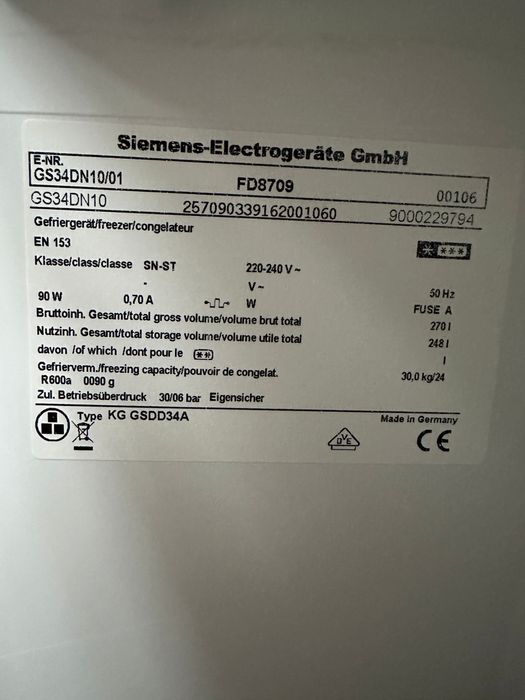 Siemens-Electrogeräte GmbH
E-NR.
GS34DN10/01 FD8709 00106
GS34DN10 257090339162001060 9000229794
Gefriergerät/freezer/congelateur
EN 153 * ***
Klasse/class/classe SN-ST 220-240 V~ 50 Hz
- V~ FUSE A
90 W 0,70 A W
Bruttoinh. Gesamt/total gross volume/volume brut total 270 l
Nutzinh. Gesamt/total storage volume/volume utile total 248 l
davon /of which /dont pour le ** l
Gefrierverm./freezing capacity/pouvoir de congelat. 30,0 kg/24
R600a 0090 g
Zul. Betriebsüberdruck 30/06 bar Eigensicher
Type KG GSDD34A Made in Germany
DVE CE